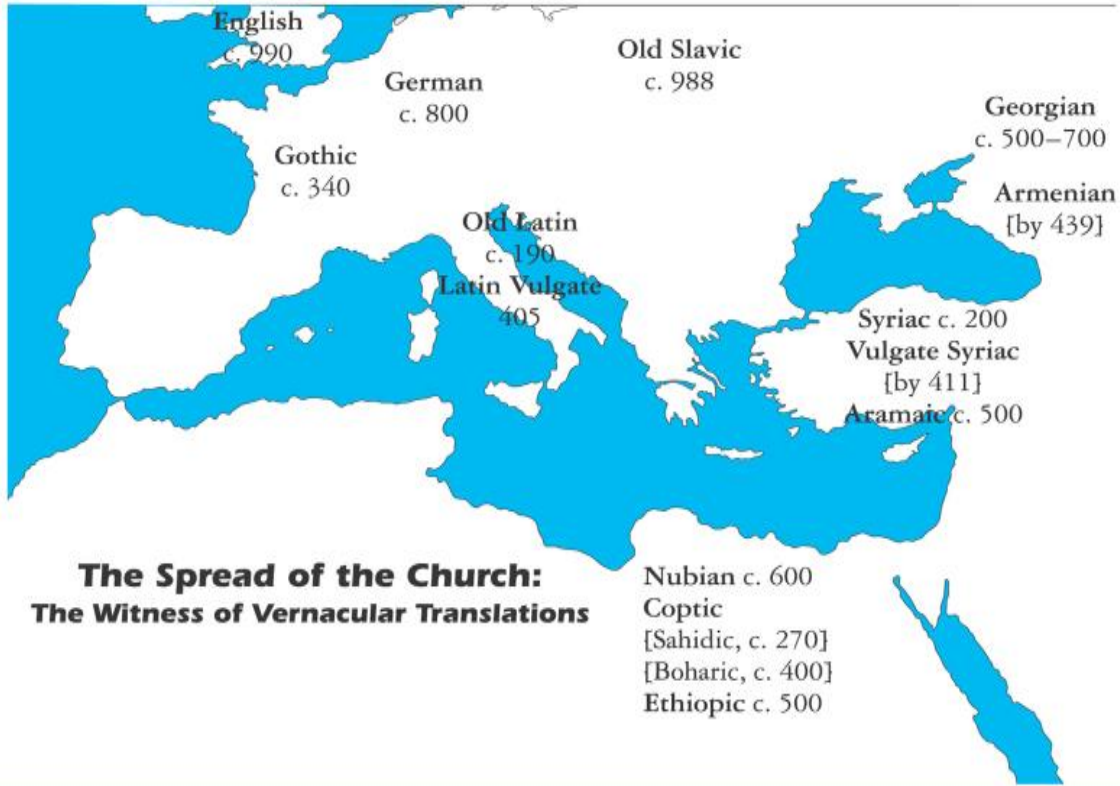 English
c. 990
Old Slavic
c. 988
German
c. 800
Georgian
c. 500–700
Gothic
c. 340
Armenian
[by 439]
Old Latin
c. 190
Latin Vulgate
405
Syriac c. 200
Vulgate Syriac
[by 411]
Aramaic c. 500
The Spread of the Church:
The Witness of Vernacular Translations
Nubian c. 600
Coptic
[Sahidic, c. 270]
[Boharic, c. 400]
Ethiopic c. 500